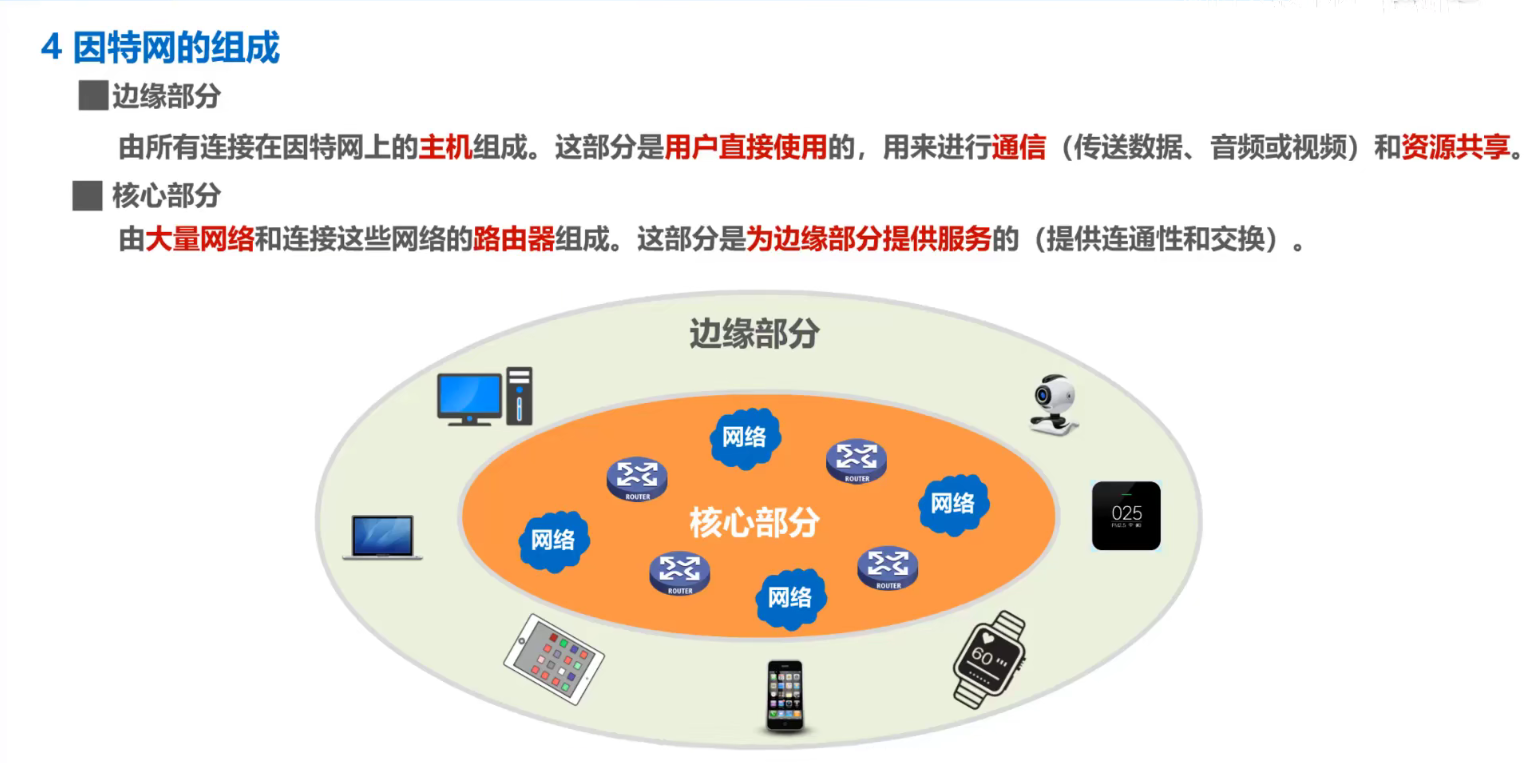 4 因特网的组成
边缘部分
由所有连接在因特网上的主机组成。这部分是用户直接使用的，用来进行通信（传送数据、音频或视频）和资源共享。
核心部分
由大量网络和连接这些网络的路由器组成。这部分是为边缘部分提供服务的（提供连通性和交换）。
边缘部分
网络
ROUTER
ROUTER
网络
核心部分
025
网络
ROUTER
ROUTER
网络
60